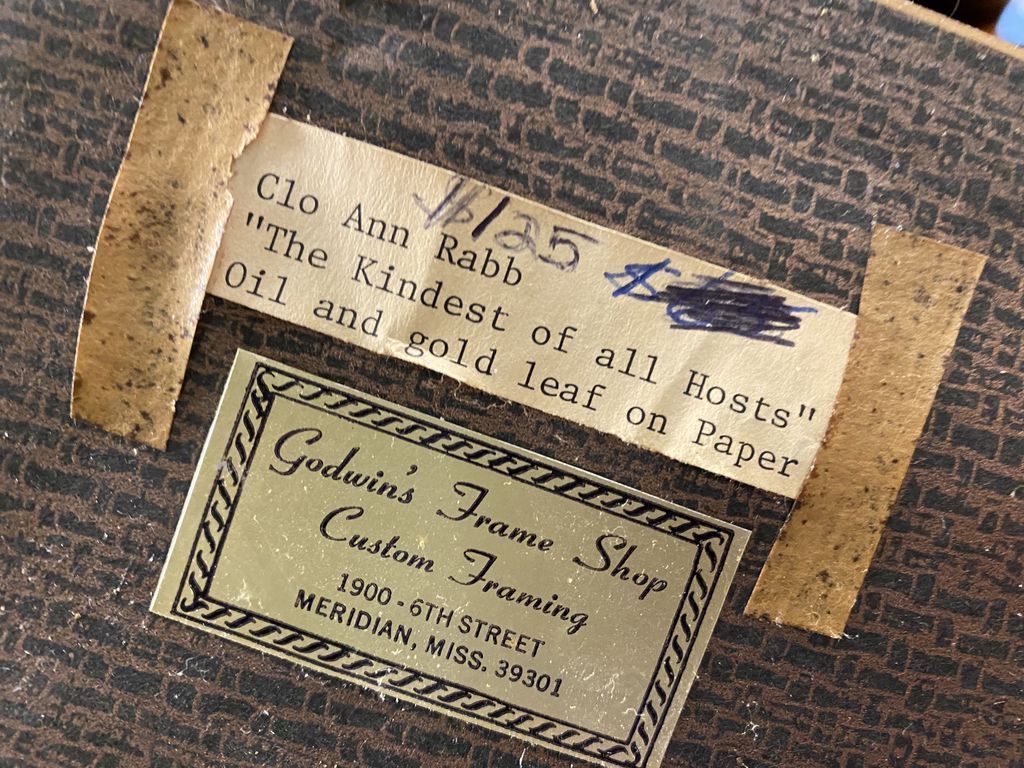 Clo Ann Rabb $125 $
"The Kindest of all Hosts"
Oil and gold leaf on Paper
Godwin's Frame Shop
Custom Framing
1900 - 6TH STREET
MERIDIAN, MISS. 39301